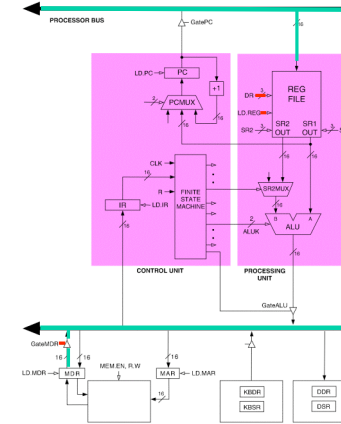 PROCESSOR BUS
GatePC
16
LD.PC
PC
+1
REG
FILE
DR
3
LD.REG
2
PCMUX
16
16
SR2
3
SR2
OUT
SR1
OUT
3
16
16
CLK
16
R
FINITE
STATE
MACHINE
SR2MUX
IR
LD.IR
16
2
ALUK
B
A
ALU
16
16
CONTROL UNIT
PROCESSING
UNIT
GateALU
GateMDR
16
16
16
LD.MDR
MDR
MEM.EN, R.W
MAR
LD.MAR
16
KBDR
KBSR
DDR
DSR